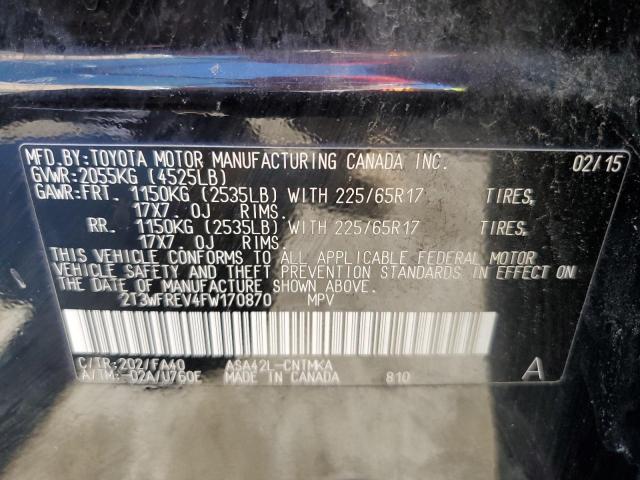 MFD.BY:TOYOTA MOTOR MANUFACTURING CANADA INC. 02/15
GVWR:2055KG (4525LB)
GAWR:FRT. 1150KG (2535LB) WITH 225/65R17 TIRES,
17X7.0J RIMS.
RR. 1150KG (2535LB) WITH 225/65R17 TIRES,
17X7.0J RIMS.
THIS VEHICLE CONFORMS TO ALL APPLICABLE FEDERAL MOTOR
VEHICLE SAFETY AND THEFT PREVENTION STANDARDS IN EFFECT ON
THE DATE OF MANUFACTURE SHOWN ABOVE.
2T3WFREV4FW170870 MPV
C/TR:202/FA40 ASA42L-CNTMKA
A/TM:-02A/U760E MADE IN CANADA 810 A